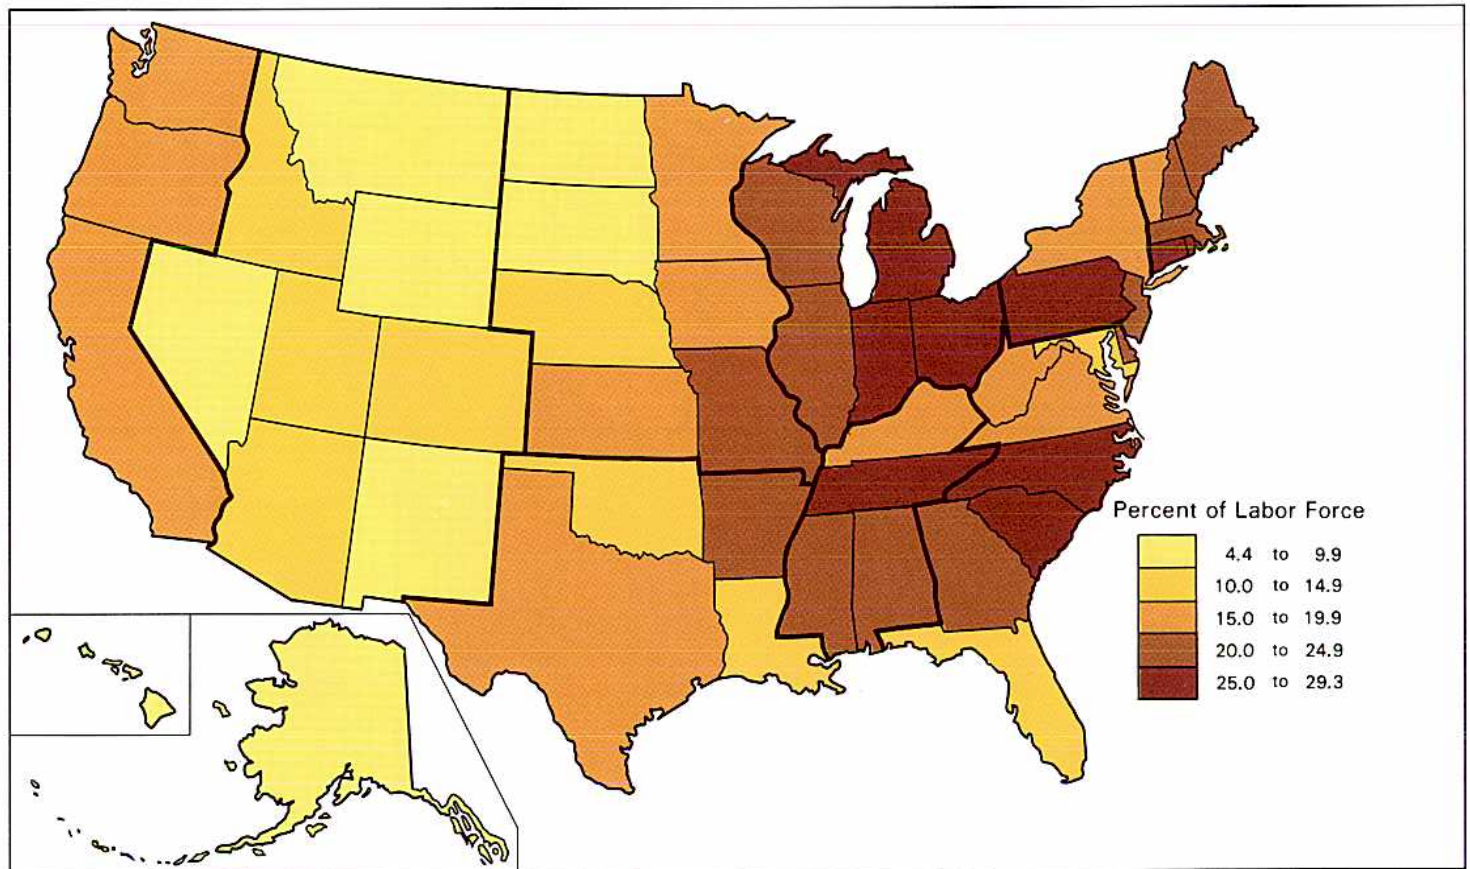 Percent of Labor Force
4.4 to 9.9
10.0 to 14.9
15.0 to 19.9
20.0 to 24.9
25.0 to 29.3